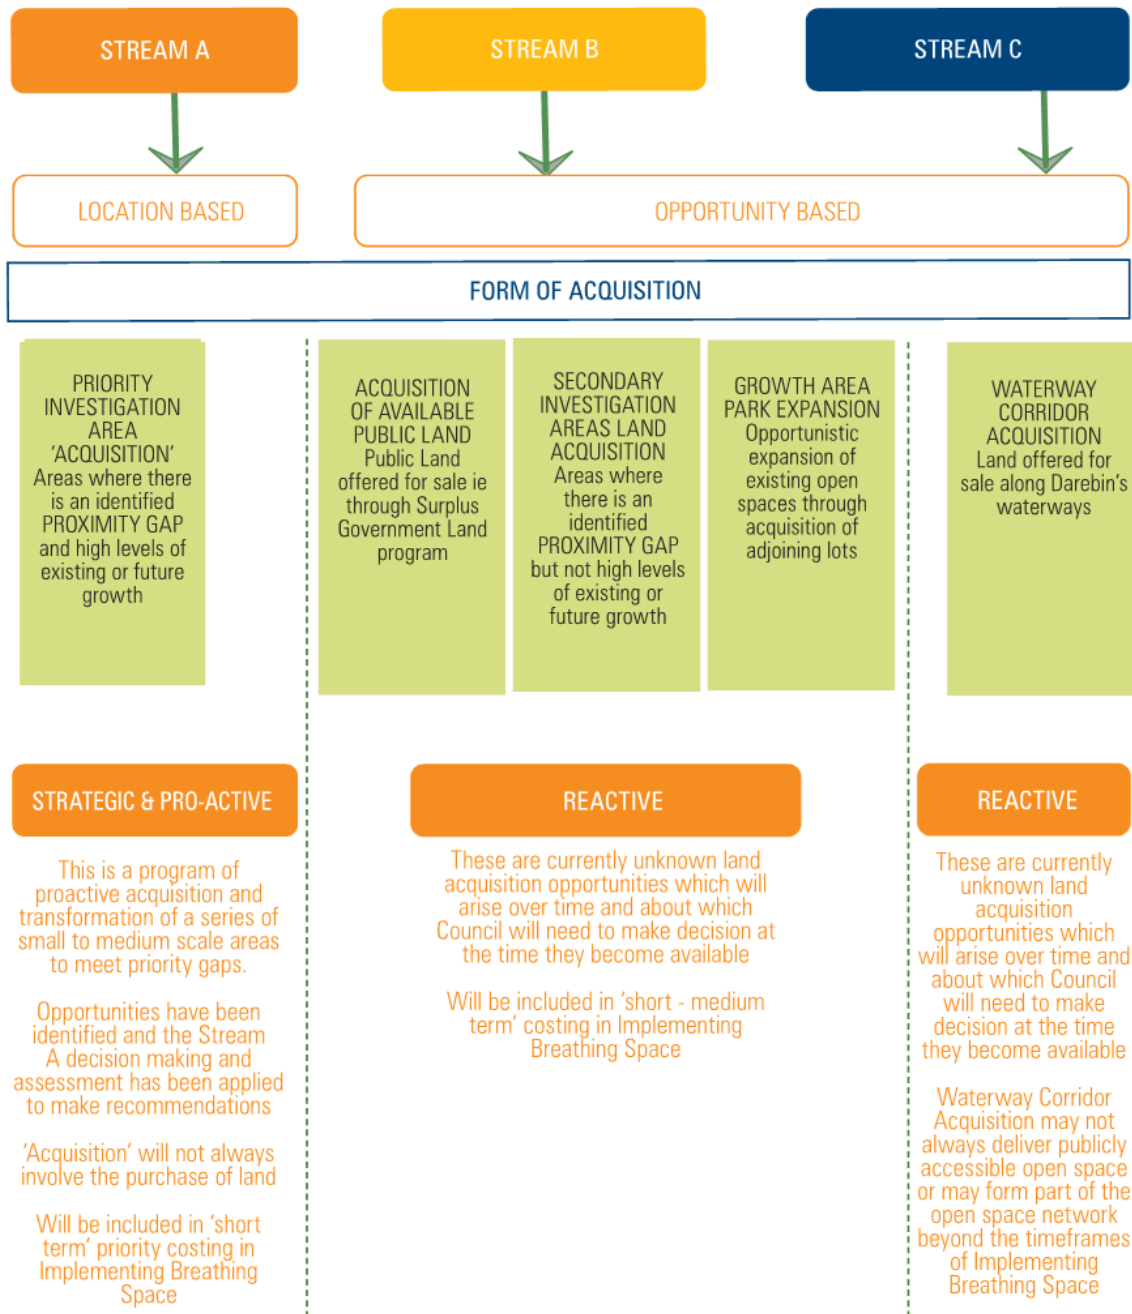 STREAM A
STREAM B
STREAM C
LOCATION BASED
OPPORTUNITY BASED
FORM OF ACQUISITION
PRIORITY
INVESTIGATION
AREA
‘ACQUISITION’
Areas where there
is an identified
PROXIMITY GAP
and high levels of
existing or future
growth
ACQUISITION
OF AVAILABLE
PUBLIC LAND
Public Land
offered for sale ie
through Surplus
Government Land
program
SECONDARY
INVESTIGATION
AREAS LAND
ACQUISITION
Areas where
there is an
identified
PROXIMITY GAP
but not high levels
of existing or
future growth
GROWTH AREA
PARK EXPANSION
Opportunistic
expansion of
existing open
spaces through
acquisition of
adjoining lots
WATERWAY
CORRIDOR
ACQUISITION
Land offered for
sale along Darebin’s
waterways
STRATEGIC & PRO-ACTIVE
This is a program of
proactive acquisition and
transformation of a series of
small to medium scale areas
to meet priority gaps.
Opportunities have been
identified and the Stream
A decision making and
assessment has been applied
to make recommendations
‘Acquisition’ will not always
involve the purchase of land
Will be included in ‘short
term’ priority costing in
Implementing Breathing
Space
REACTIVE
These are currently unknown land
acquisition opportunities which will
arise over time and about which
Council will need to make decision at
the time they become available
Will be included in ‘short - medium
term’ costing in Implementing
Breathing Space
REACTIVE
These are currently
unknown land
acquisition
opportunities which
will arise over time and
about which Council
will need to make
decision at the time
they become available
Waterway Corridor
Acquisition may not
always deliver publicly
accessible open space
or may form part of the
open space network
beyond the timeframes
of Implementing
Breathing Space